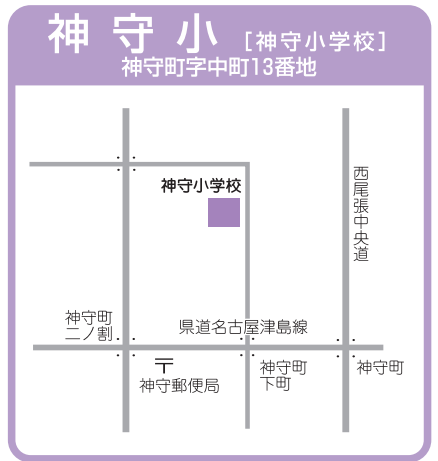 神守小 [神守小学校]
神守町字中町13番地
神守小学校
西尾張中央道
神守町
二ノ割
県道名古屋津島線
〒
神守郵便局
神守町
下町
神守町